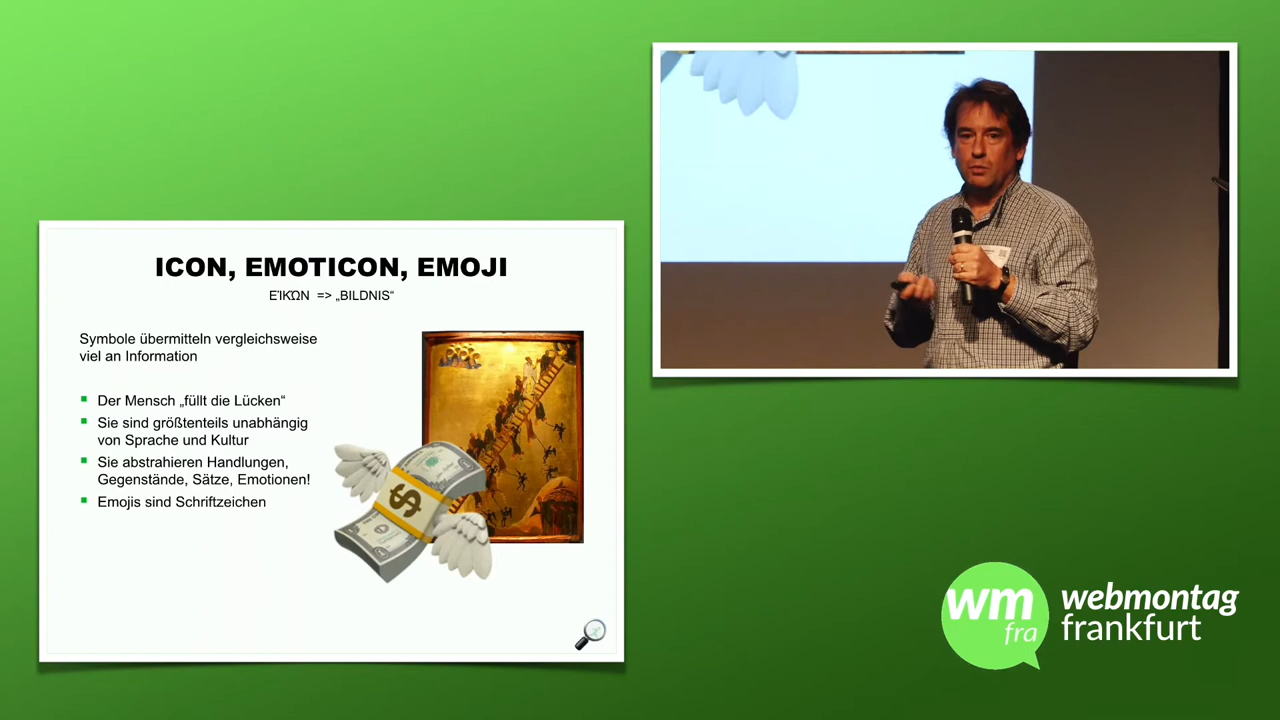 ICON, EMOTICON, EMOJI
ΕἸΚΏΝ => „BILDNIS“
Symbole übermitteln vergleichsweise
viel an Information
Der Mensch „füllt die Lücken“
Sie sind größtenteils unabhängig
von Sprache und Kultur
Sie abstrahieren Handlungen,
Gegenstände, Sätze, Emotionen!
Emojis sind Schriftzeichen
$
wm
fra
webmontag
frankfurt